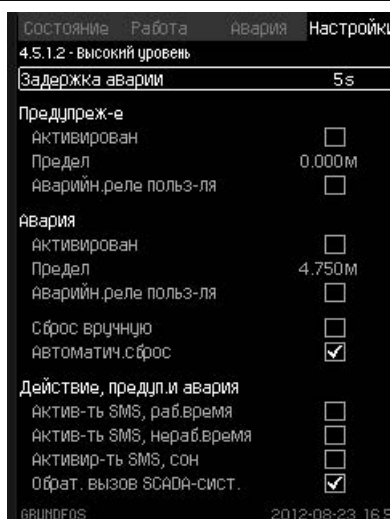 Состояние Работа Авария Настройки
4.5.1.2 - Высокий уровень
Задержка аварии 5s
Предупреж-е
Активирован
Предел 0.000м
Аварийн.реле польз-ля
Авария
Активирован
Предел 4.750м
Аварийн.реле польз-ля
Сброс вручную
Автоматич.сброс
Действие, предуп.и авария
Актив-ть SMS, раб.время
Актив-ть SMS, нераб.время
Активир-ть SMS, сон
Обрат. вызов SCADA-сист.
GRUNDFOS 2012-08-23 16:5